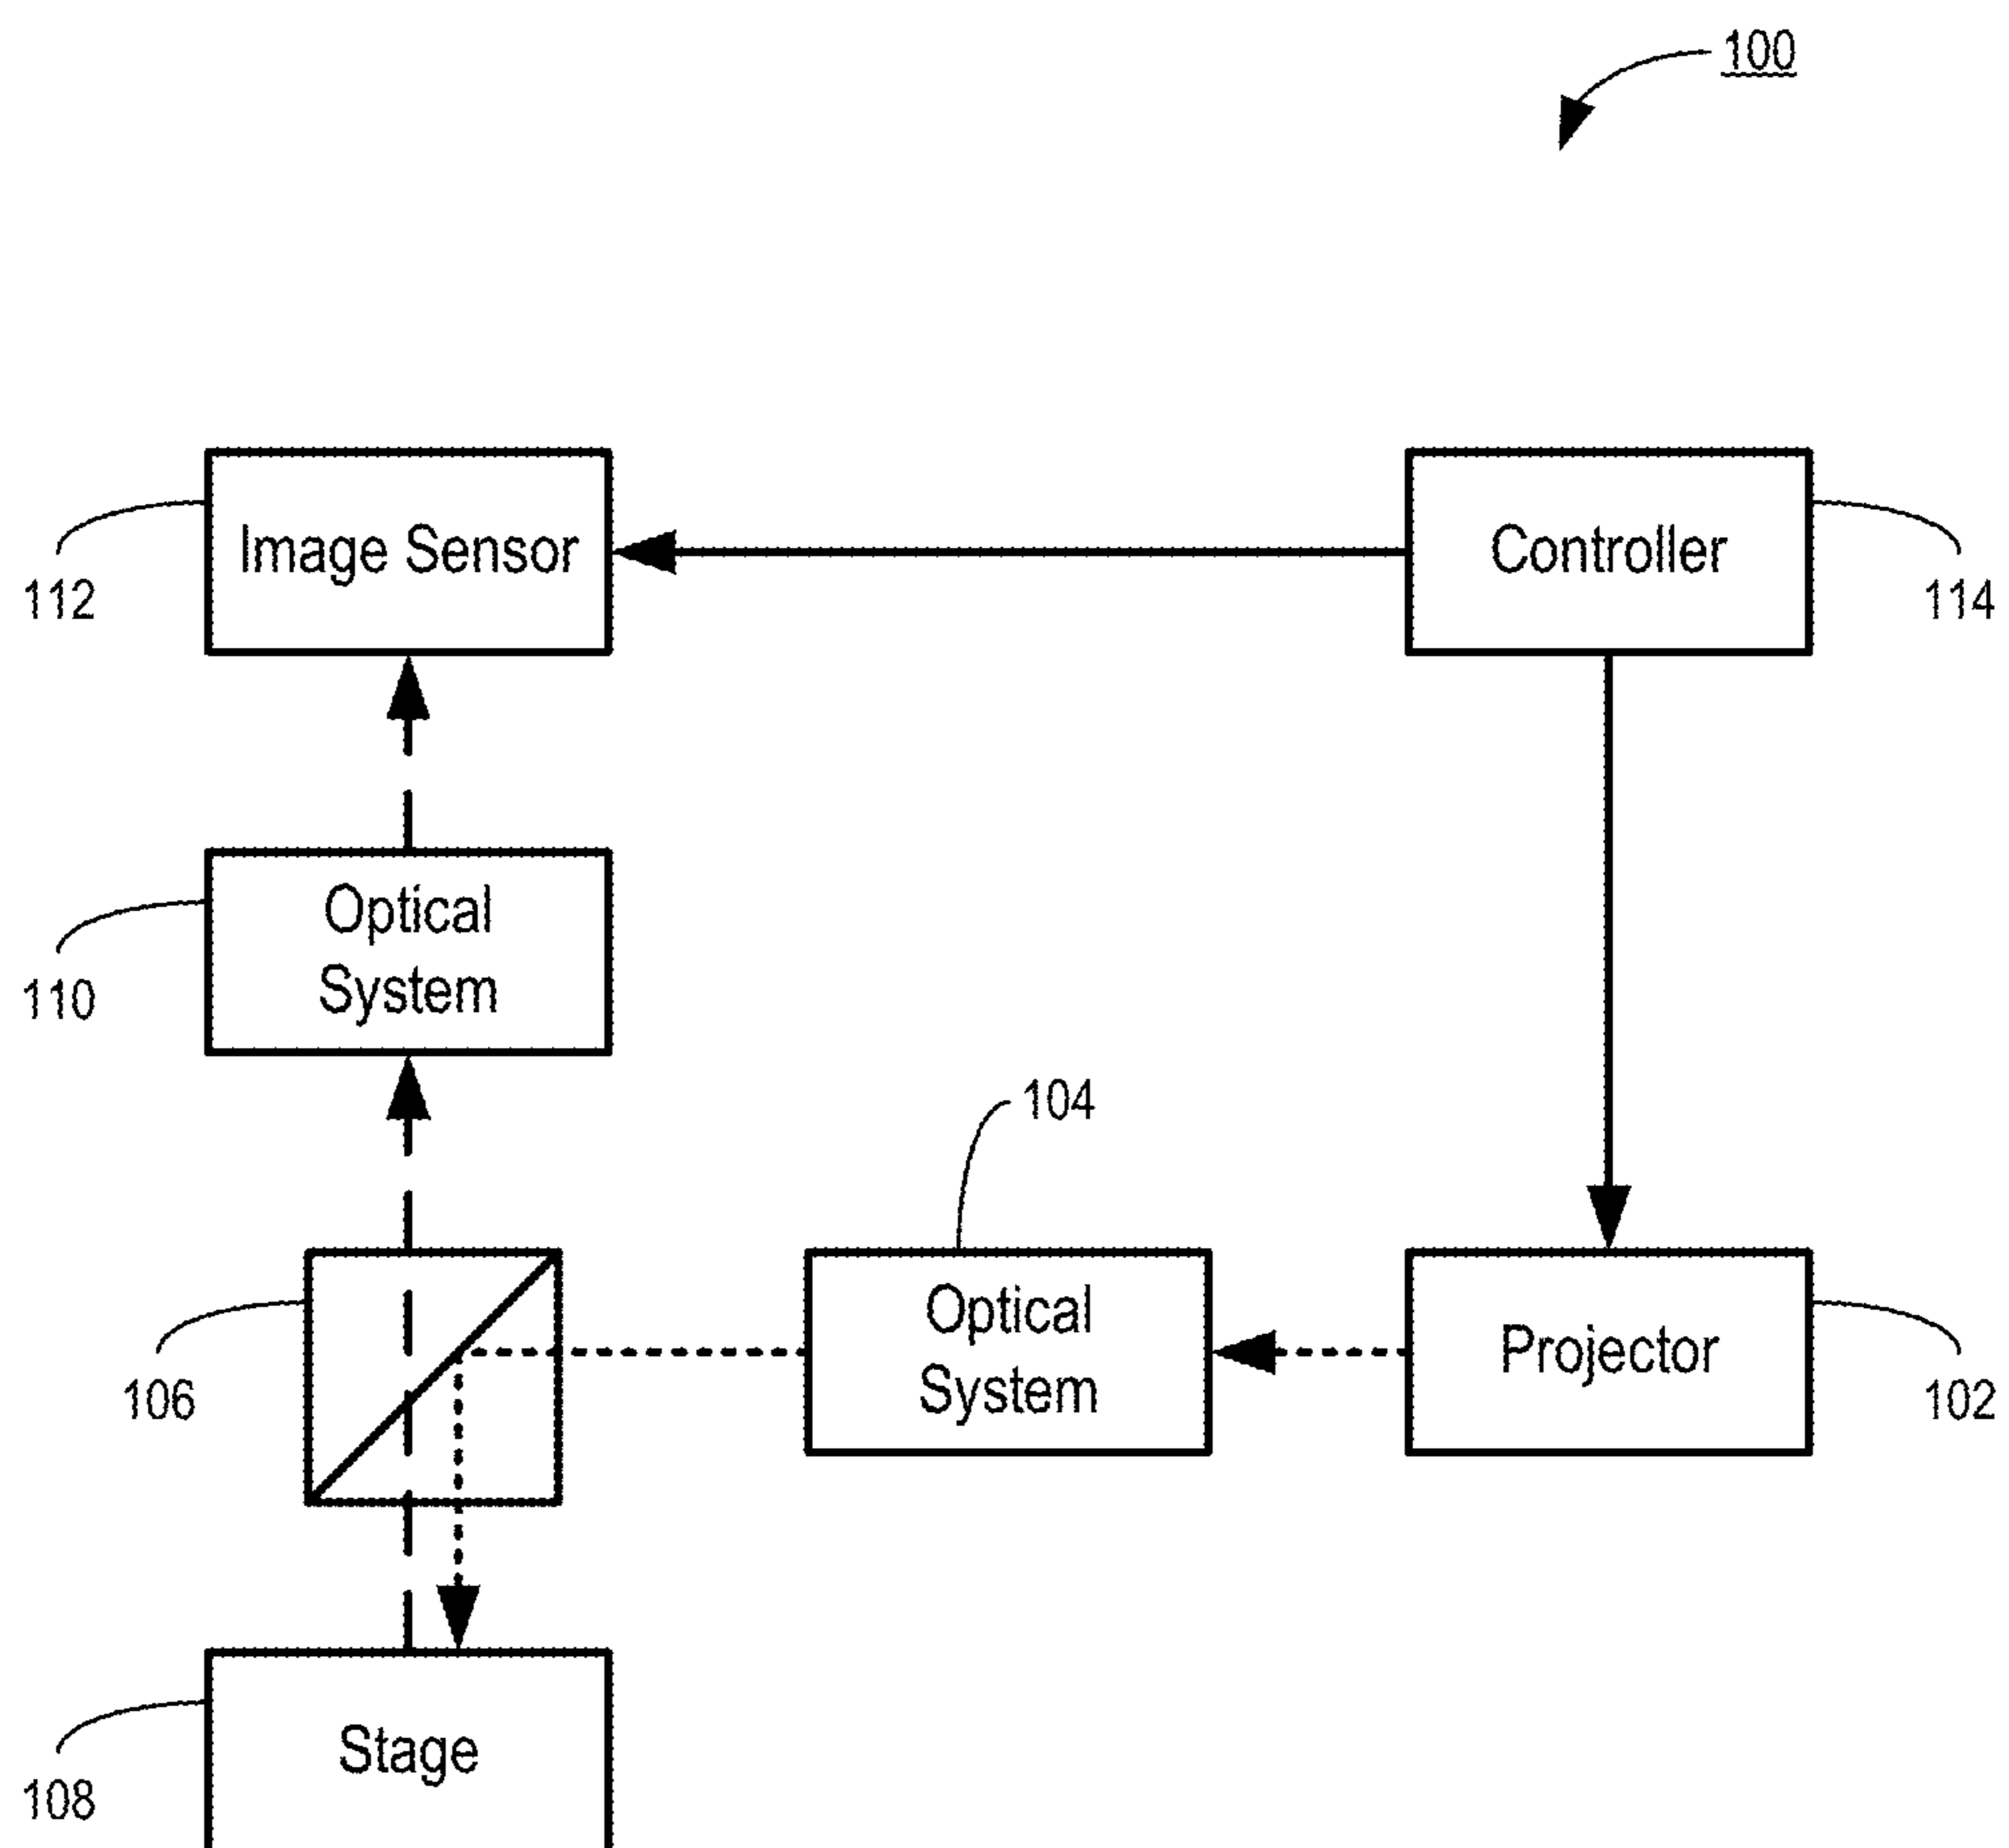 100
Image Sensor
Controller
112
114
Optical
System
110
104
Optical
System
Projector
106
102
Stage
108